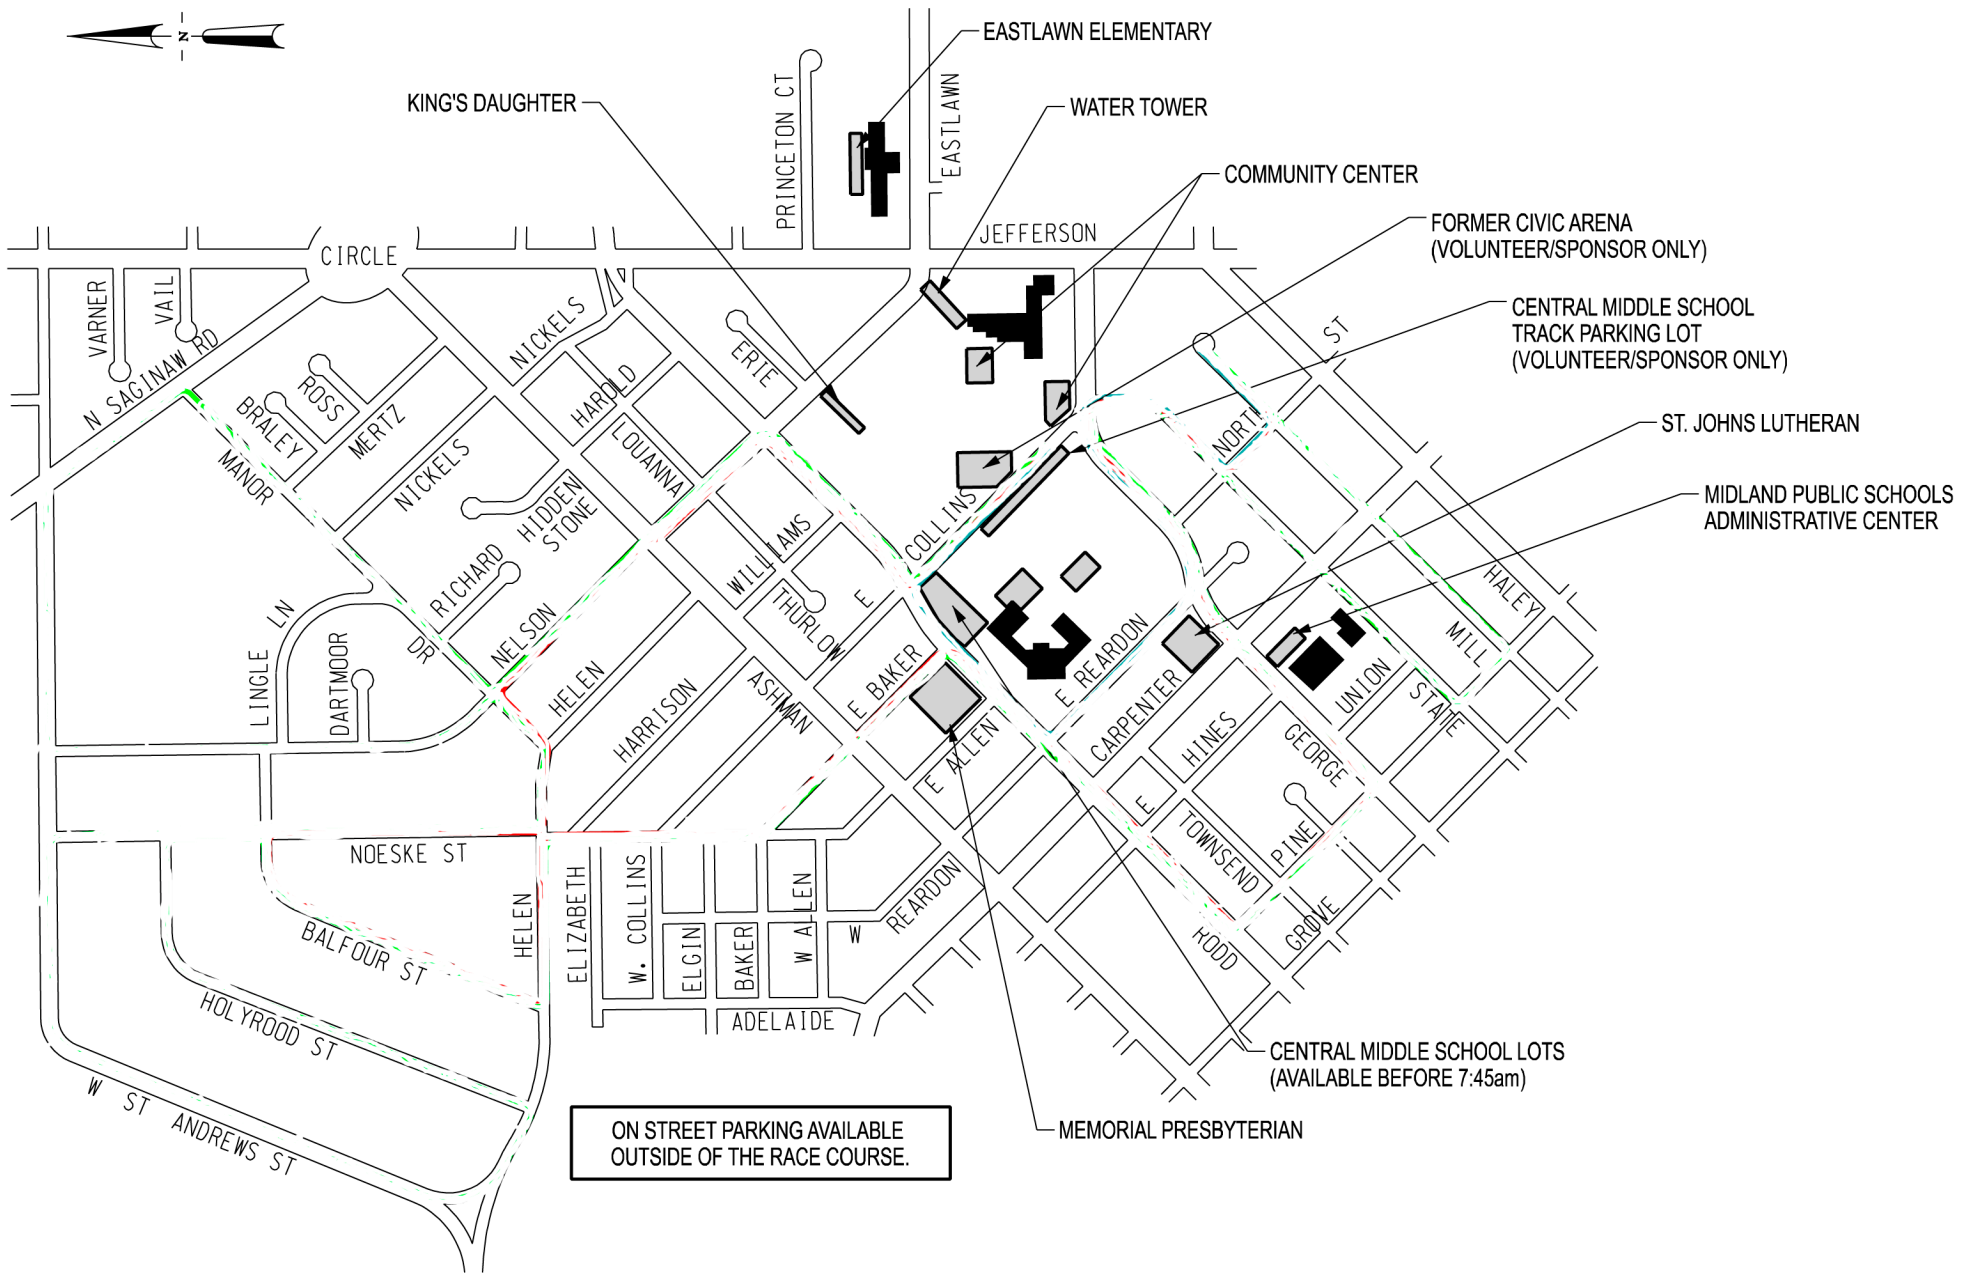 N
EASTLAWN ELEMENTARY
KING'S DAUGHTER
WATER TOWER
PRINCETON CT
EASTLAWN
COMMUNITY CENTER
JEFFERSON
FORMER CIVIC ARENA
(VOLUNTEER/SPONSOR ONLY)
CIRCLE
VARNER
VAIL
N SAGINAW RD
NICKELS
CENTRAL MIDDLE SCHOOL
TRACK PARKING LOT
(VOLUNTEER/SPONSOR ONLY)
ST
ERIE
ROSS
BRALEY
MERTZ
HAROLD
LOUANNA
NORTH
ST. JOHNS LUTHERAN
MANOR
NICKELS
HIDDEN
STONE
COLLINS
MIDLAND PUBLIC SCHOOLS
ADMINISTRATIVE CENTER
WILLIAMS
THURLOW
E
RICHARD
LN
LINGLE
DARTMOOR
DR
NELSON
HELEN
HARRISON
ASHMAN
E BAKER
E ALLEN
E REARDON
CARPENTER
HINES
E
UNION
STATE
MILL
HALEY
GEORGE
TOWNSEND
PINE
GROVE
RODD
NOESKE ST
BALFOUR ST
HELEN
ELIZABETH
W. COLLINS
ELGIN
BAKER
W ALLEN
W
REARDON
ADELAIDE
HOLYROOD ST
W ST ANDREWS ST
CENTRAL MIDDLE SCHOOL LOTS
(AVAILABLE BEFORE 7:45am)
MEMORIAL PRESBYTERIAN
ON STREET PARKING AVAILABLE
OUTSIDE OF THE RACE COURSE.